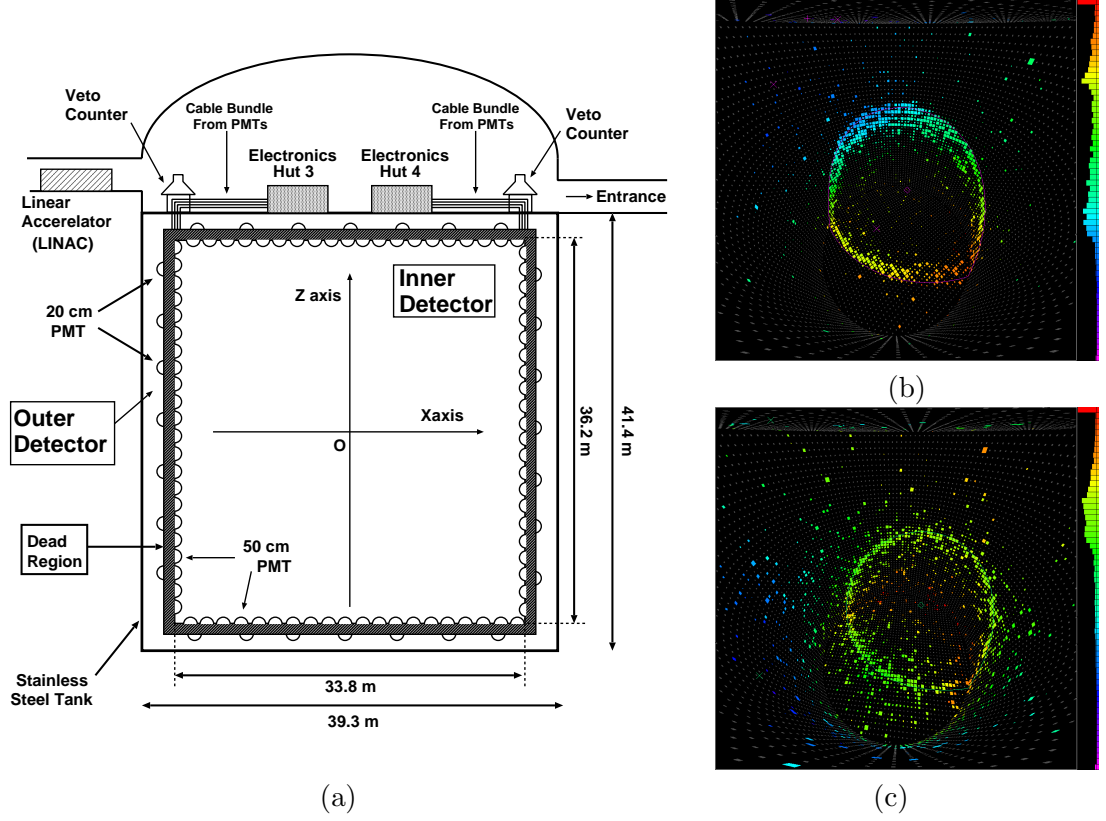 Veto
Counter
Cable Bundle
From PMTs
Cable Bundle
From PMTs
Veto
Counter
Electronics
Hut 3
Electronics
Hut 4
Entrance
Linear
Accerelator
(LINAC)
20 cm
PMT
Z axis
Inner
Detector
Outer
Detector
Xaxis
O
36.2 m
41.4 m
Dead
Region
50 cm
PMT
Stainless
Steel Tank
33.8 m
39.3 m
(a)
(b)
(c)